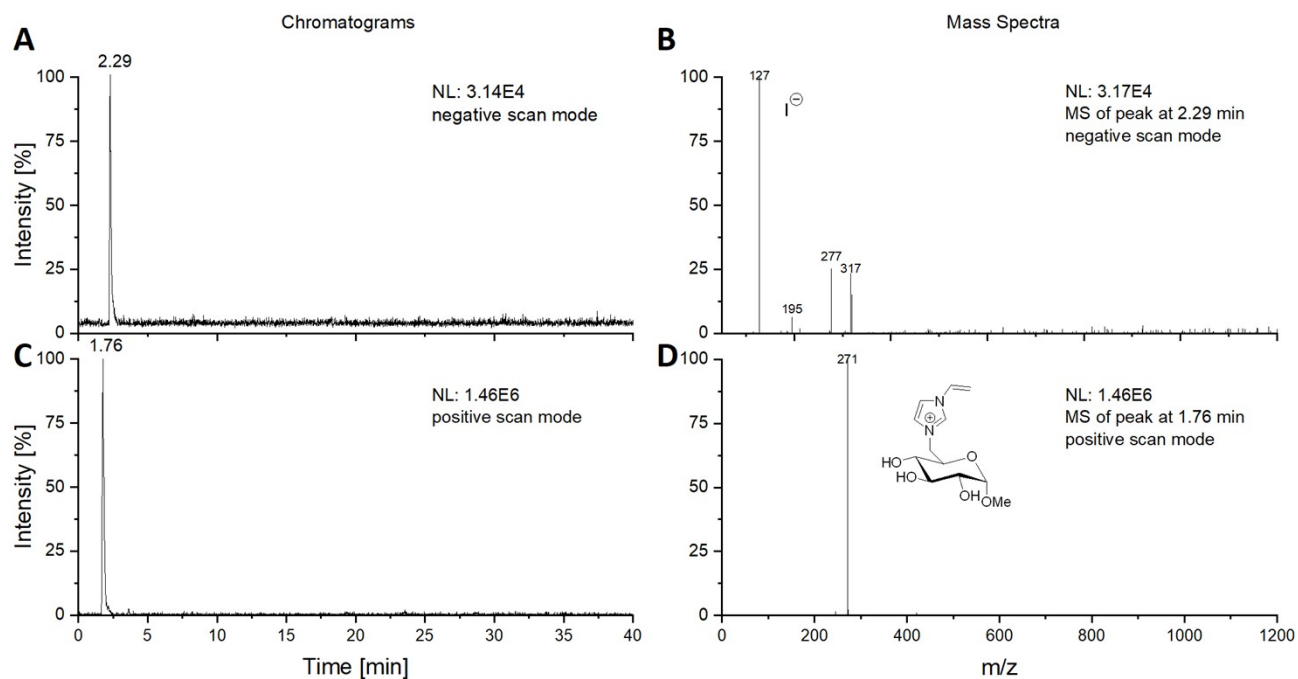 Chromatograms
Mass Spectra
A
2.29
100
75
50
25
0
Intensity [%]
NL: 3.14E4
negative scan mode
B
127
I⊖
100
75
50
25
0
195
277
317
NL: 3.17E4
MS of peak at 2.29 min
negative scan mode
C
1.76
100
75
50
25
0
Intensity [%]
NL: 1.46E6
positive scan mode
0 5 10 15 20 25 30 35 40
Time [min]
D
271
100
75
50
25
0
N
⊕
N
HO
O
HO
OH
OMe
NL: 1.46E6
MS of peak at 1.76 min
positive scan mode
0 200 400 600 800 1000 1200
m/z